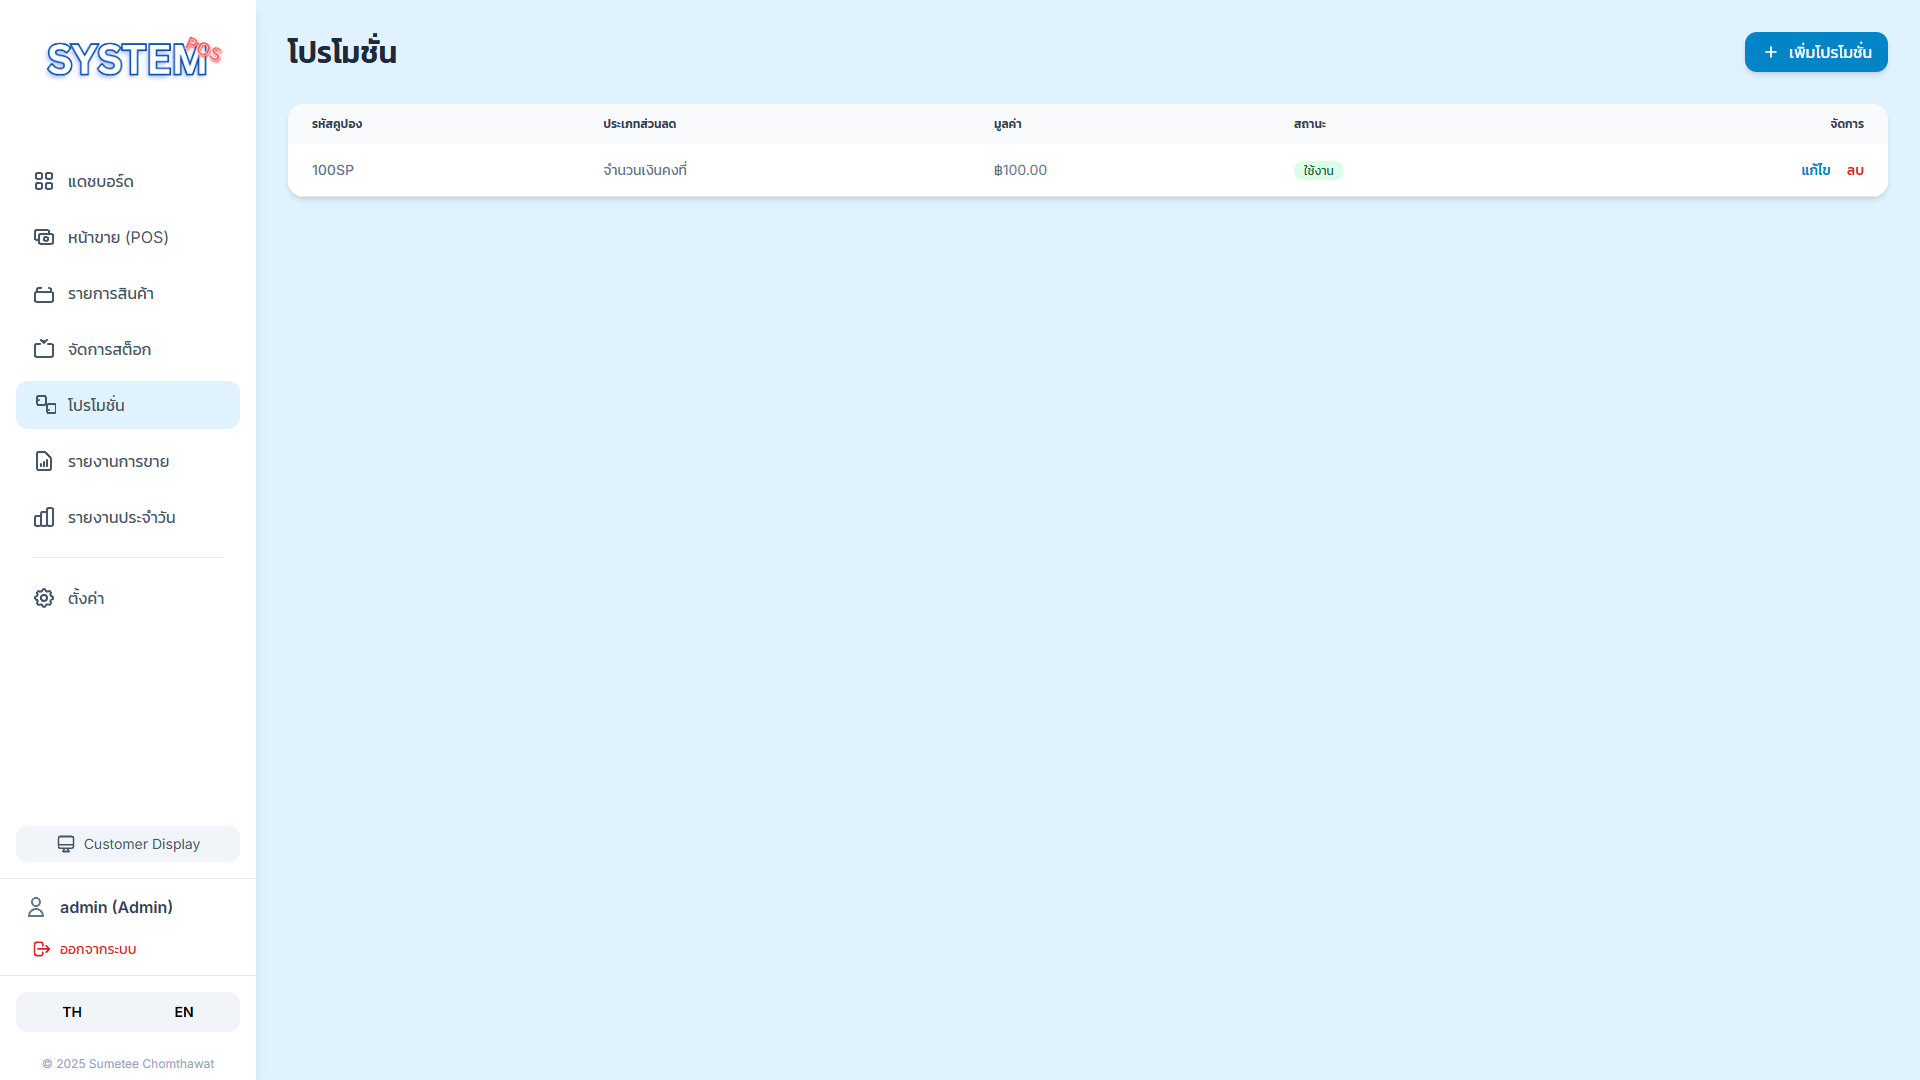 SYSTEM POS
แดชบอร์ด
หน้าขาย (POS)
รายการสินค้า
จัดการสต็อก
โปรโมชั่น
รายงานการขาย
รายงานประจำวัน
ตั้งค่า
Customer Display
admin (Admin)
ออกจากระบบ
TH EN
© 2025 Sumetee Chomthawat
โปรโมชั่น
+ เพิ่มโปรโมชั่น
รหัสคูปอง ประเภทส่วนลด มูลค่า สถานะ จัดการ
100SP จำนวนเงินคงที่ ฿100.00 ใช้งาน แก้ไข ลบ